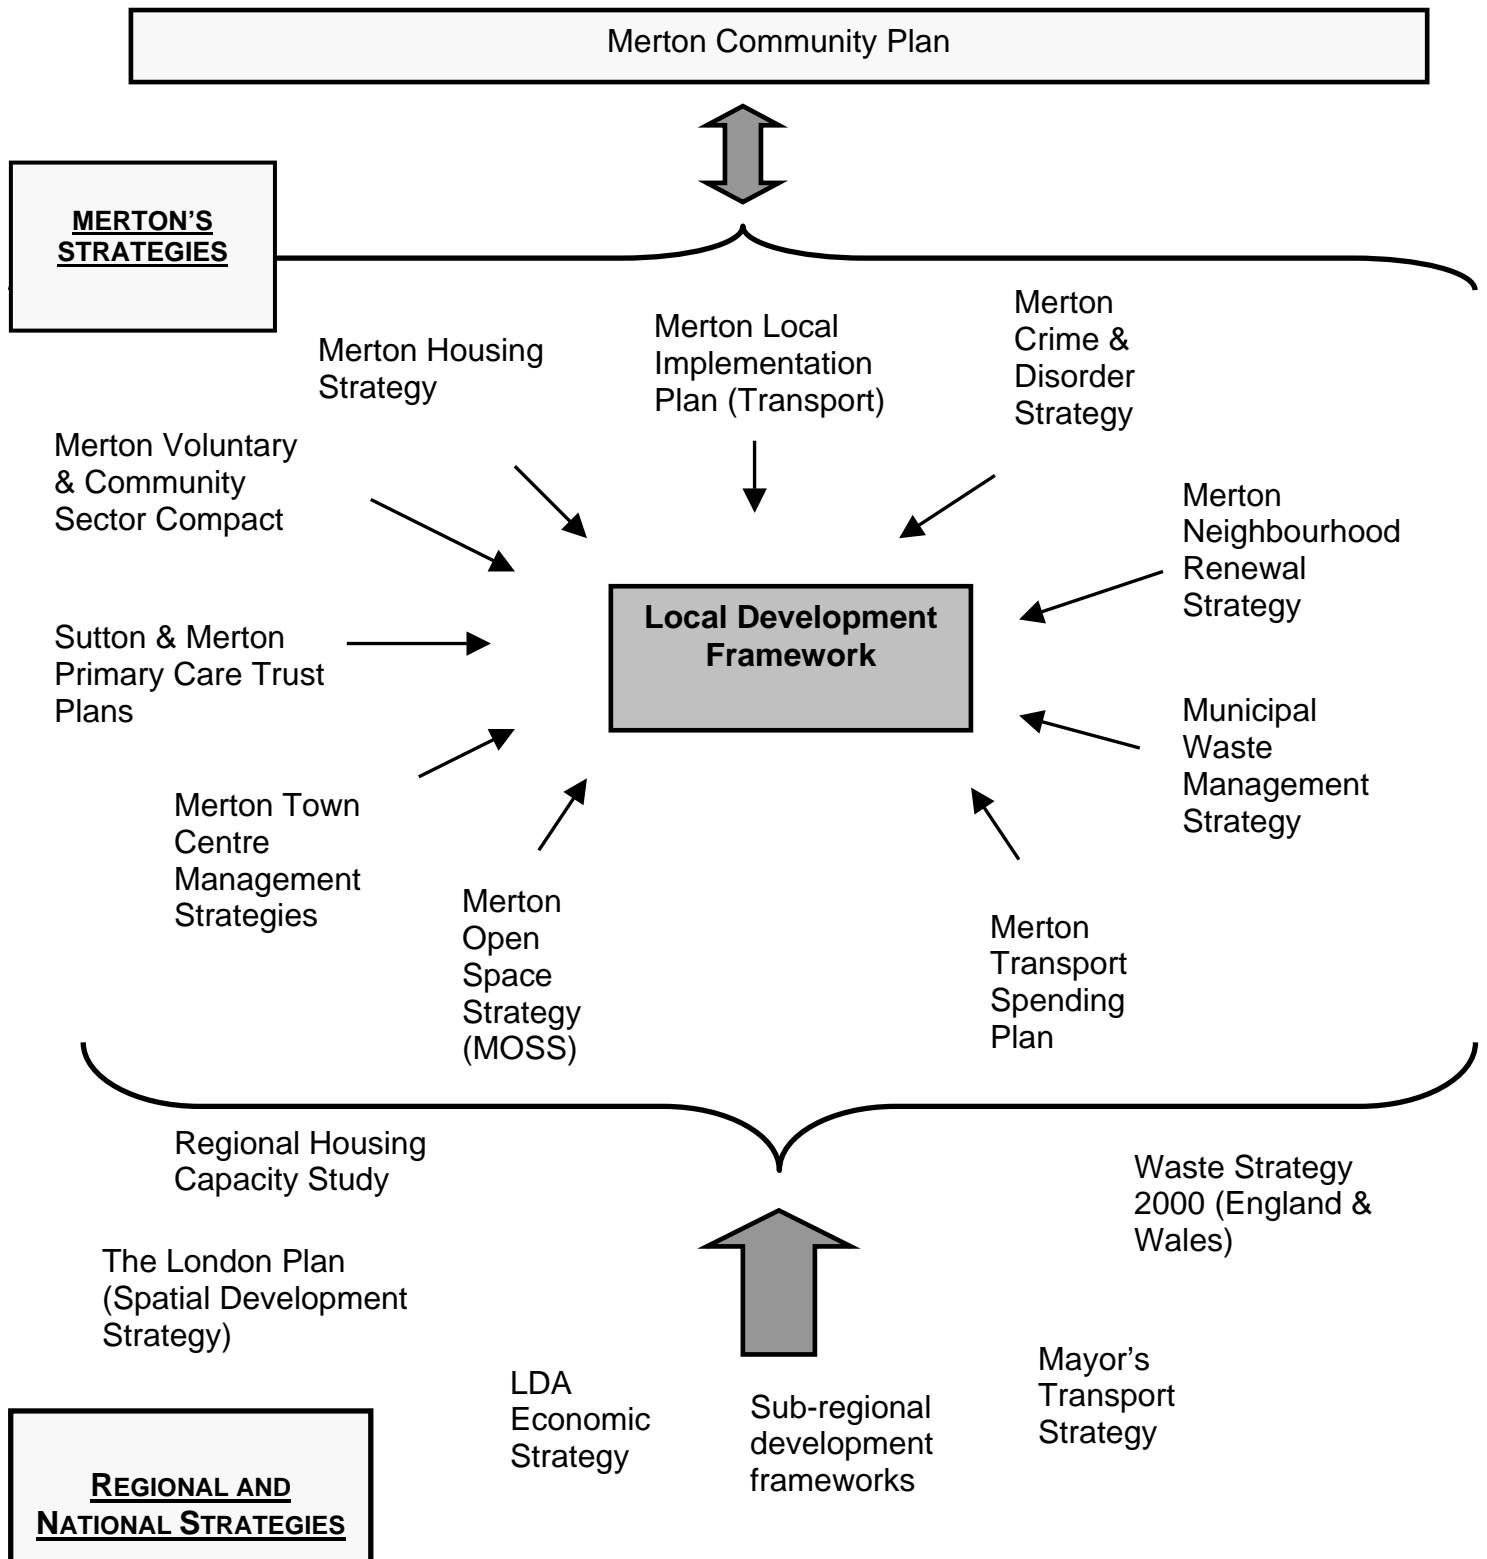 Merton Community Plan
MERTON’S
STRATEGIES
Merton Housing
Strategy
Merton Local
Implementation
Plan (Transport)
Merton
Crime &
Disorder
Strategy
Merton Voluntary
& Community
Sector Compact
Merton
Neighbourhood
Renewal
Strategy
Local Development
Framework
Sutton & Merton
Primary Care Trust
Plans
Municipal
Waste
Management
Strategy
Merton Town
Centre
Management
Strategies
Merton
Open
Space
Strategy
(MOSS)
Merton
Transport
Spending
Plan
Regional Housing
Capacity Study
Waste Strategy
2000 (England &
Wales)
The London Plan
(Spatial Development
Strategy)
LDA
Economic
Strategy
Sub-regional
development
frameworks
Mayor’s
Transport
Strategy
REGIONAL AND
NATIONAL STRATEGIES